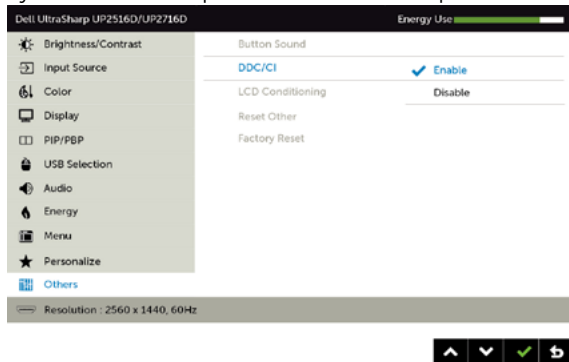 Dell UltraSharp UP2516D/UP2716D
Energy Use
Brightness/Contrast
Button Sound
Input Source
DDC/CI
Enable
Color
LCD Conditioning
Disable
Display
Reset Other
PIP/PBP
Factory Reset
USB Selection
Audio
Energy
Menu
Personalize
Others
Resolution : 2560 x 1440, 60Hz